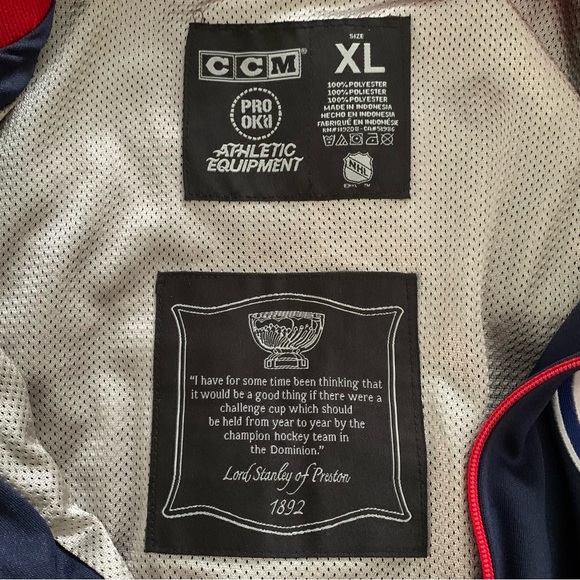 CCM
PRO
OK'd
ATHLETIC
EQUIPMENT
SIZE
XL
100% POLYESTER
100% POLIESTER
100% POLYESTER
MADE IN INDONESIA
HECHO EN INDONESIA
FABRIQUÉ EN INDONÉSIE
NHL
TM
"I have for some time been thinking that
it would be a good thing if there were a
challenge cup which should
be held from year to year by the
champion hockey team in
the Dominion."
Lord Stanley of Preston
1892